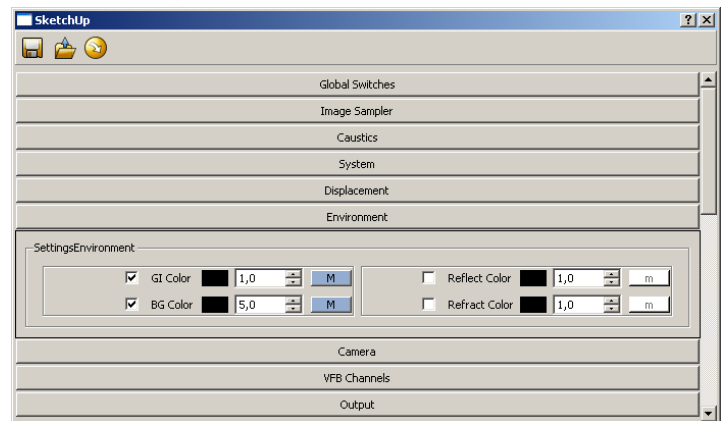 SketchUp
Global Switches
Image Sampler
Caustics
System
Displacement
Environment
SettingsEnvironment
GI Color 1,0 M Reflect Color 1,0 m
BG Color 5,0 M Refract Color 1,0 m
Camera
VFB Channels
Output